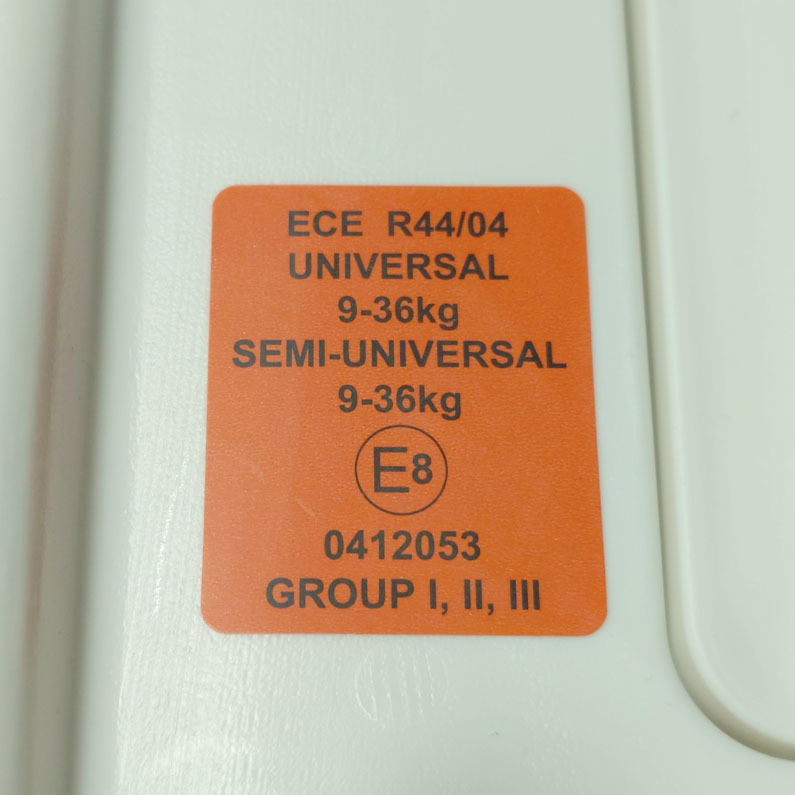 ECE R44/04
UNIVERSAL
9-36kg
SEMI-UNIVERSAL
9-36kg
E8
0412053
GROUP I, II, III